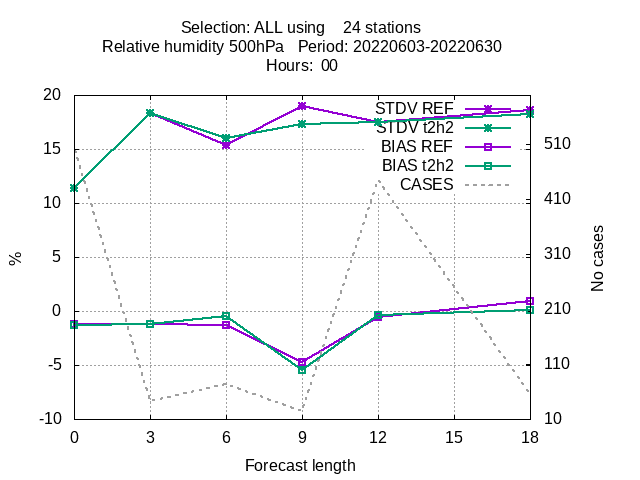 Selection: ALL using    24 stations
Relative humidity 500hPa   Period: 20220603-20220630
Hours:  00
STDV REF
STDV t2h2
BIAS REF
BIAS t2h2
CASES
20
15
10
5
0
-5
-10
%
510
410
310
210
110
10
No cases
0 3 6 9 12 15 18
Forecast length